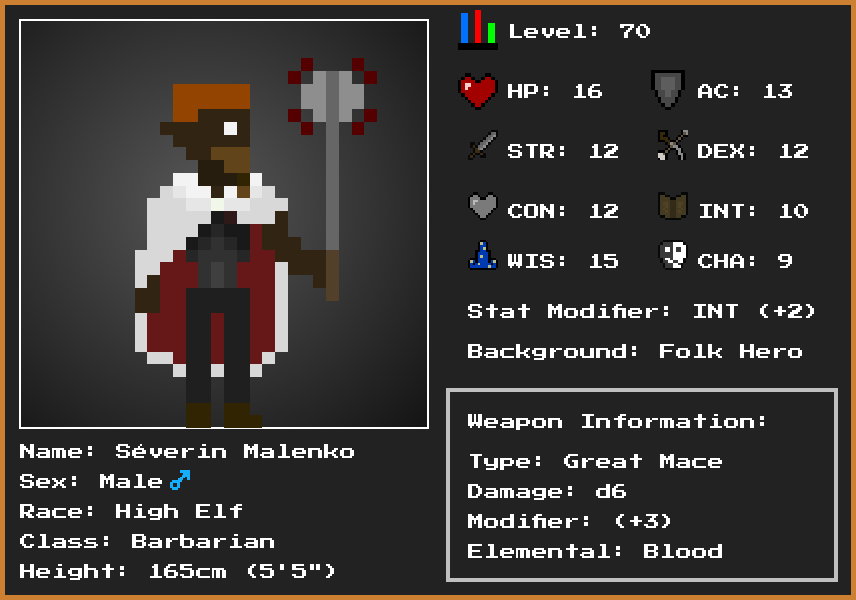 Level: 70
HP: 16 AC: 13
STR: 12 DEX: 12
CON: 12 INT: 10
WIS: 15 CHA: 9
Stat Modifier: INT (+2)
Background: Folk Hero
Weapon Information:
Type: Great Mace
Damage: d6
Modifier: (+3)
Elemental: Blood
Name: Séverin Malenko
Sex: Male♂
Race: High Elf
Class: Barbarian
Height: 165cm (5'5")